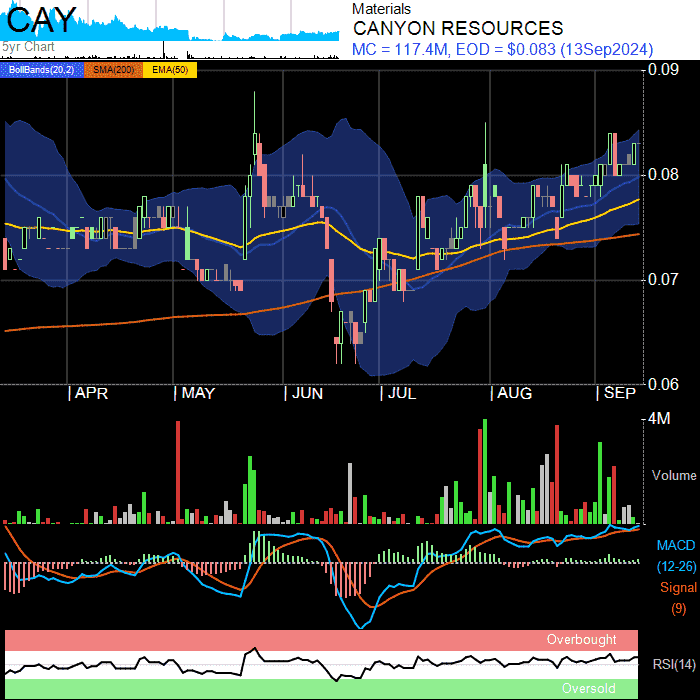 CAY
5yr Chart
Materials
CANYON RESOURCES
MC = 117.4M, EOD = $0.083 (13Sep2024)
BollBands(20,2) SMA(200) EMA(50)
0.09
0.08
0.07
0.06
APR MAY JUN JUL AUG SEP
4M
Volume
MACD
(12-26)
Signal
(9)
Overbought
RSI(14)
Oversold